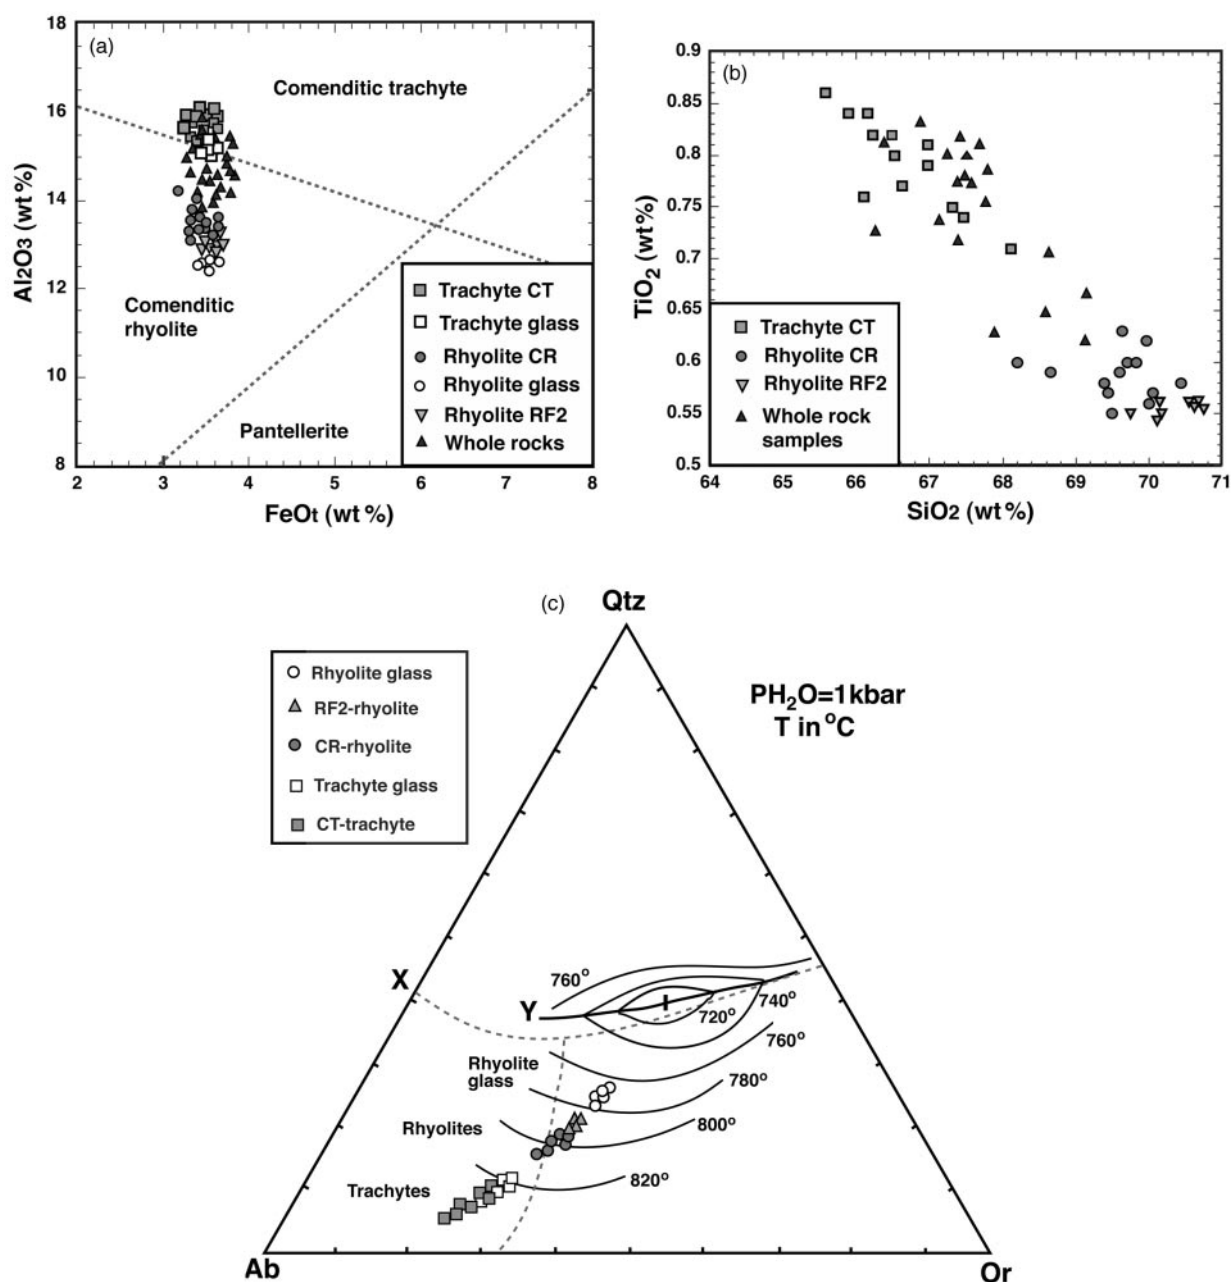 (a)
18
16
14
12
10
8
Al2O3 (wt %)
Comenditic trachyte
Comenditic
rhyolite
Pantellerite
Trachyte CT
Trachyte glass
Rhyolite CR
Rhyolite glass
Rhyolite RF2
Whole rocks
2 3 4 5 6 7 8
FeOt (wt %)
(b)
0.9
0.85
0.8
0.75
0.7
0.65
0.6
0.55
0.5
TiO2 (wt%)
Trachyte CT
Rhyolite CR
Rhyolite RF2
Whole rock
samples
64 65 66 67 68 69 70 71
SiO2 (wt %)
(c)
Qtz
Rhyolite glass
RF2-rhyolite
CR-rhyolite
Trachyte glass
CT-trachyte
PH2O=1kbar
T in °C
X
760°
Y
740°
720°
760°
Rhyolite
glass
780°
Rhyolites
800°
Trachytes
820°
Ab
Or